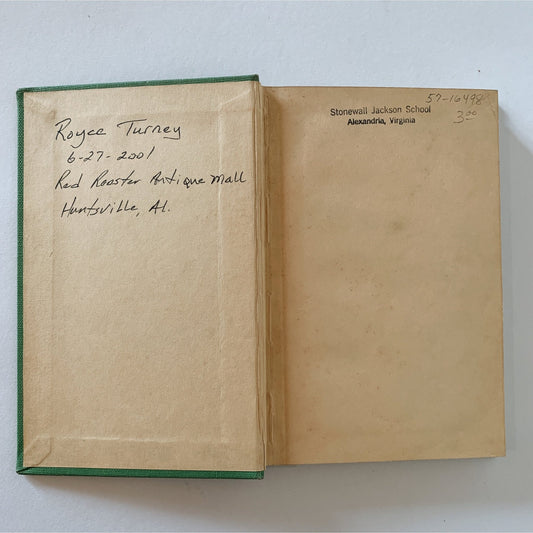 Royce Turney
6-27-2001
Red Rooster Antique Mall
Huntsville, Al.
57-16498
Stonewall Jackson School
Alexandria, Virginia
3.00